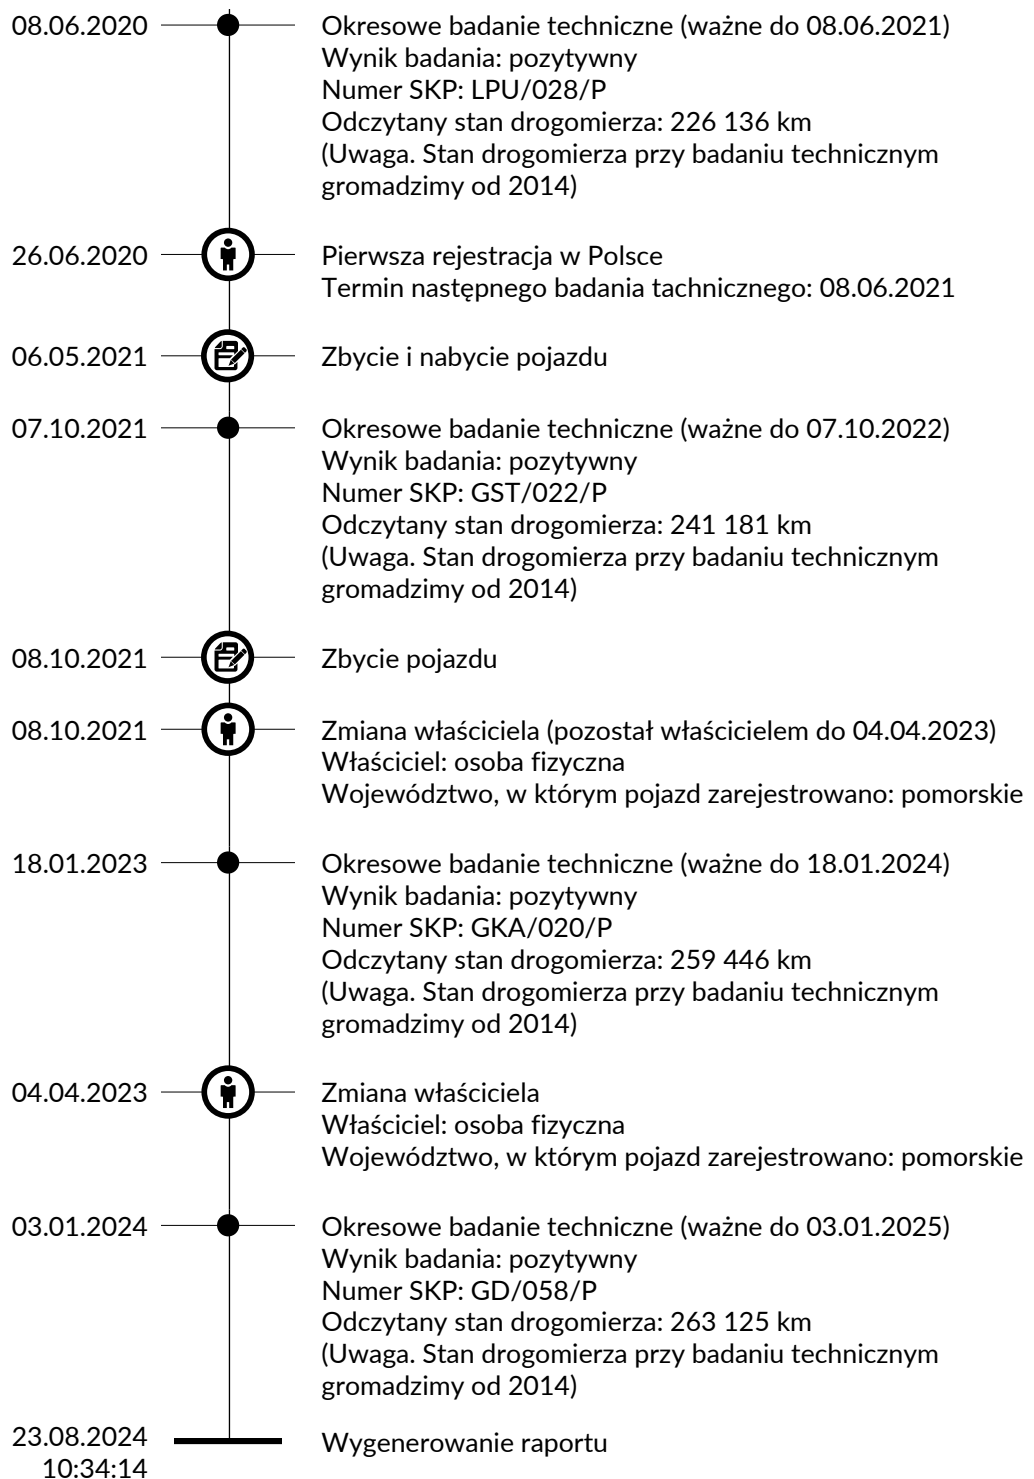 08.06.2020 Okresowe badanie techniczne (ważne do 08.06.2021)
Wynik badania: pozytywny
Numer SKP: LPU/028/P
Odczytany stan drogomierza: 226 136 km
(Uwaga. Stan drogomierza przy badaniu technicznym
gromadzimy od 2014)
26.06.2020 Pierwsza rejestracja w Polsce
Termin następnego badania tachnicznego: 08.06.2021
06.05.2021 Zbycie i nabycie pojazdu
07.10.2021 Okresowe badanie techniczne (ważne do 07.10.2022)
Wynik badania: pozytywny
Numer SKP: GST/022/P
Odczytany stan drogomierza: 241 181 km
(Uwaga. Stan drogomierza przy badaniu technicznym
gromadzimy od 2014)
08.10.2021 Zbycie pojazdu
08.10.2021 Zmiana właściciela (pozostał właścicielem do 04.04.2023)
Właściciel: osoba fizyczna
Województwo, w którym pojazd zarejestrowano: pomorskie
18.01.2023 Okresowe badanie techniczne (ważne do 18.01.2024)
Wynik badania: pozytywny
Numer SKP: GKA/020/P
Odczytany stan drogomierza: 259 446 km
(Uwaga. Stan drogomierza przy badaniu technicznym
gromadzimy od 2014)
04.04.2023 Zmiana właściciela
Właściciel: osoba fizyczna
Województwo, w którym pojazd zarejestrowano: pomorskie
03.01.2024 Okresowe badanie techniczne (ważne do 03.01.2025)
Wynik badania: pozytywny
Numer SKP: GD/058/P
Odczytany stan drogomierza: 263 125 km
(Uwaga. Stan drogomierza przy badaniu technicznym
gromadzimy od 2014)
23.08.2024 Wygenerowanie raportu
10:34:14